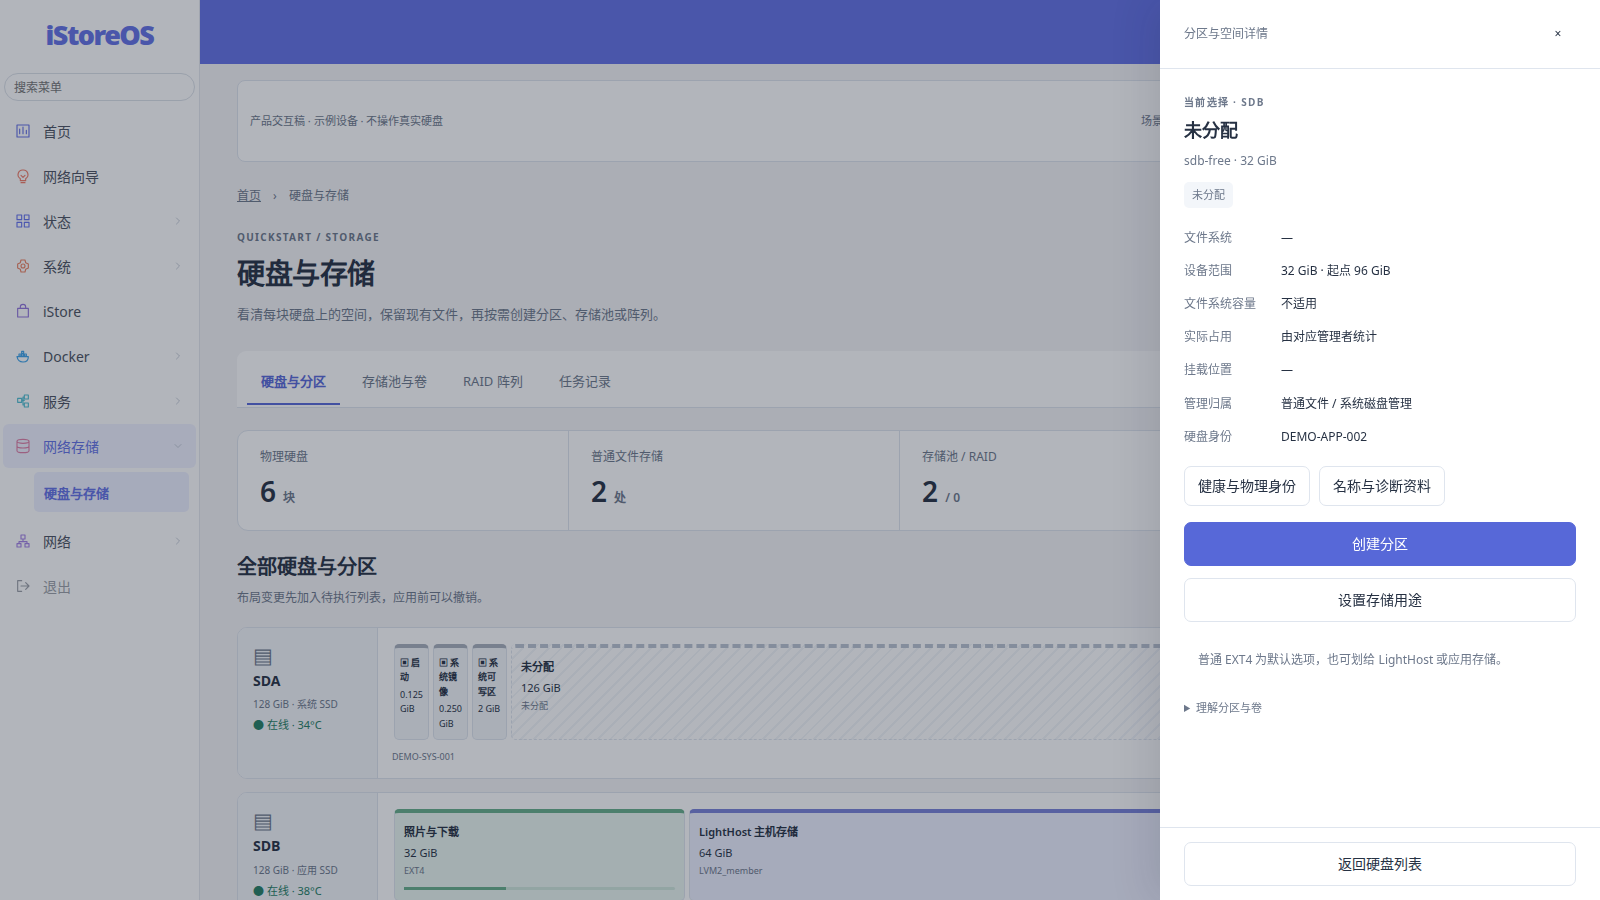 iStoreOS
搜索菜单
首页
网络向导
状态
系统
iStore
Docker
服务
网络存储
硬盘与存储
网络
退出
产品交互稿 · 示例设备 · 不操作真实硬盘
场景
首页 › 硬盘与存储
QUICKSTART / STORAGE
硬盘与存储
看清每块硬盘上的空间，保留现有文件，再按需创建分区、存储池或阵列。
硬盘与分区 存储池与卷 RAID 阵列 任务记录
物理硬盘
6 块
普通文件存储
2 处
存储池 / RAID
2 / 0
全部硬盘与分区
布局变更先加入待执行列表，应用前可以撤销。
SDA
128 GiB · 系统 SSD
在线 · 34°C
启
动
0.125
GiB
系
统镜
像
0.250
GiB
系
统可
写区
2 GiB
未分配
126 GiB
未分配
DEMO-SYS-001
SDB
128 GiB · 应用 SSD
在线 · 38°C
照片与下载
32 GiB
EXT4
LightHost 主机存储
64 GiB
LVM2_member
分区与空间详情 ×
当前选择 · SDB
未分配
sdb-free · 32 GiB
未分配
文件系统 —
设备范围 32 GiB · 起点 96 GiB
文件系统容量 不适用
实际占用 由对应管理者统计
挂载位置 —
管理归属 普通文件 / 系统磁盘管理
硬盘身份 DEMO-APP-002
健康与物理身份 名称与诊断资料
创建分区
设置存储用途
普通 EXT4 为默认选项，也可划给 LightHost 或应用存储。
理解分区与卷
返回硬盘列表